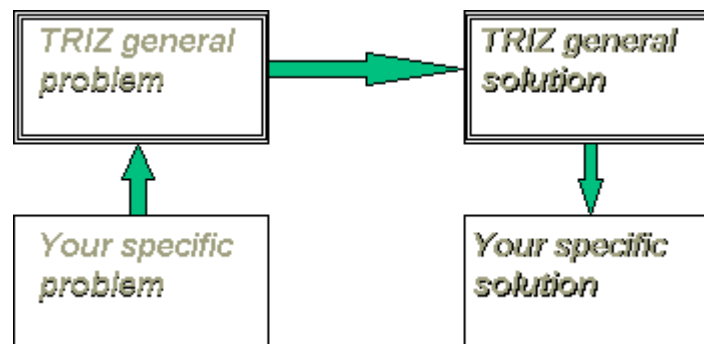 TRIZ general
problem
TRIZ general
solution
Your specific
problem
Your specific
solution